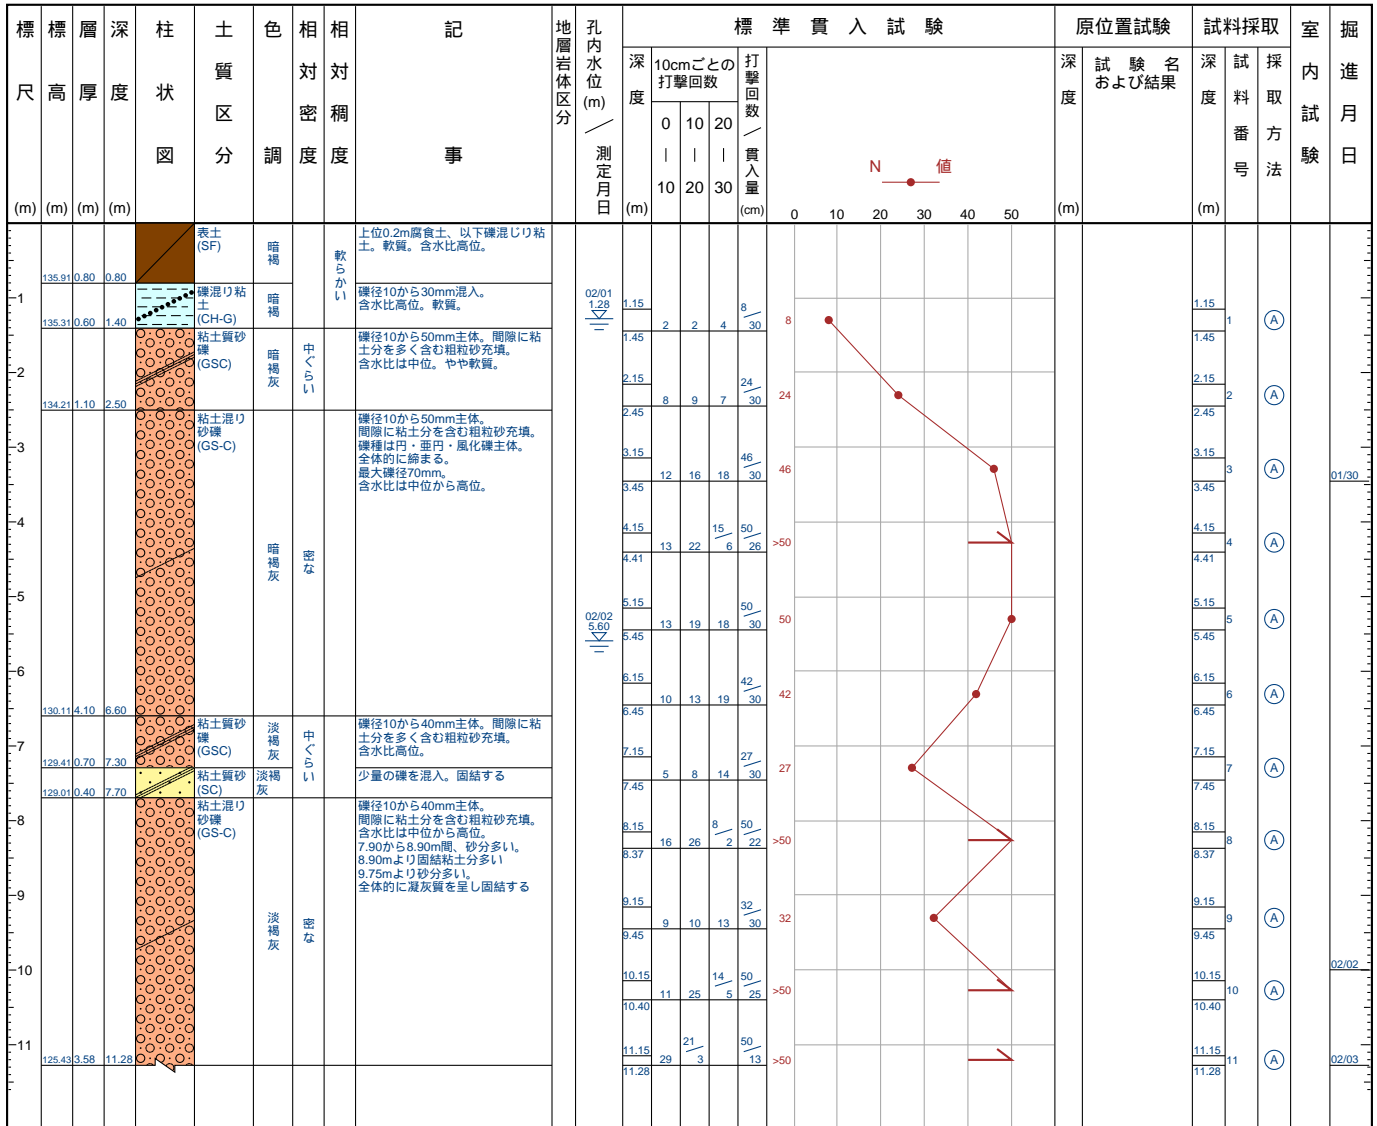 標尺 (m)
標高 (m)
層厚 (m)
深度 (m)
柱状図
土質区分
色調
相対密度
相対稠度
記事
地層岩体区分
孔内水位(m)/測定月日
標準貫入試験
深度 (m)
10cmごとの打撃回数
0 | 10
10 | 20
20 | 30
打撃回数/貫入量(cm)
N 値
0 10 20 30 40 50
原位置試験
深度 (m)
試験名および結果
試料採取
深度 (m)
試料番号
採取方法
室内試験
掘進月日
1
2
3
4
5
6
7
8
9
10
11
135.91 0.80 0.80
表土
(SF)
暗褐
軟らかい
上位0.2m腐食土、以下礫混じり粘
土。軟質。含水比高位。
135.31 0.60 1.40
礫混り粘
土
(CH-G)
暗褐
礫径10から30mm混入。
含水比高位。軟質。
134.21 1.10 2.50
粘土質砂
礫
(GSC)
暗褐灰
中ぐらい
礫径10から50mm主体。間隙に粘
土分を多く含む粗粒砂充填。
含水比は中位。やや軟質。
130.11 4.10 6.60
粘土混り
砂礫
(GS-C)
暗褐灰
密な
礫径10から50mm主体。
間隙に粘土分を含む粗粒砂充填。
礫種は円・亜円・風化礫主体。
全体的に締まる。
最大礫径70mm。
含水比は中位から高位。
129.41 0.70 7.30
粘土質砂
礫
(GSC)
淡褐灰
中ぐらい
礫径10から40mm主体。間隙に粘
土分を多く含む粗粒砂充填。
含水比高位。
129.01 0.40 7.70
粘土質砂
(SC)
淡褐
灰
少量の礫を混入。固結する
125.43 3.58 11.28
粘土混り
砂礫
(GS-C)
淡褐灰
密な
礫径10から40mm主体。
間隙に粘土分を含む粗粒砂充填。
含水比は中位から高位。
7.90から8.90m間、砂分多い。
8.90mより固結粘土分多い
9.75mより砂分多い。
全体的に凝灰質を呈し固結する
02/01
1.28
02/02
5.60
1.15 1.45 2 2 4 8/30 8
2.15 2.45 8 9 7 24/30 24
3.15 3.45 12 16 18 46/30 46
4.15 4.41 13 22 15/6 50/26 >50
5.15 5.45 13 19 18 50/30 50
6.15 6.45 10 13 19 42/30 42
7.15 7.45 5 8 14 27/30 27
8.15 8.37 16 26 8/2 50/22 >50
9.15 9.45 9 10 13 32/30 32
10.15 10.40 11 25 14/5 50/25 >50
11.15 11.28 29 21/3 50/13 >50
1.15 1.45 1 A
2.15 2.45 2 A
3.15 3.45 3 A
4.15 4.41 4 A
5.15 5.45 5 A
6.15 6.45 6 A
7.15 7.45 7 A
8.15 8.37 8 A
9.15 9.45 9 A
10.15 10.40 10 A
11.15 11.28 11 A
01/30
02/02
02/03